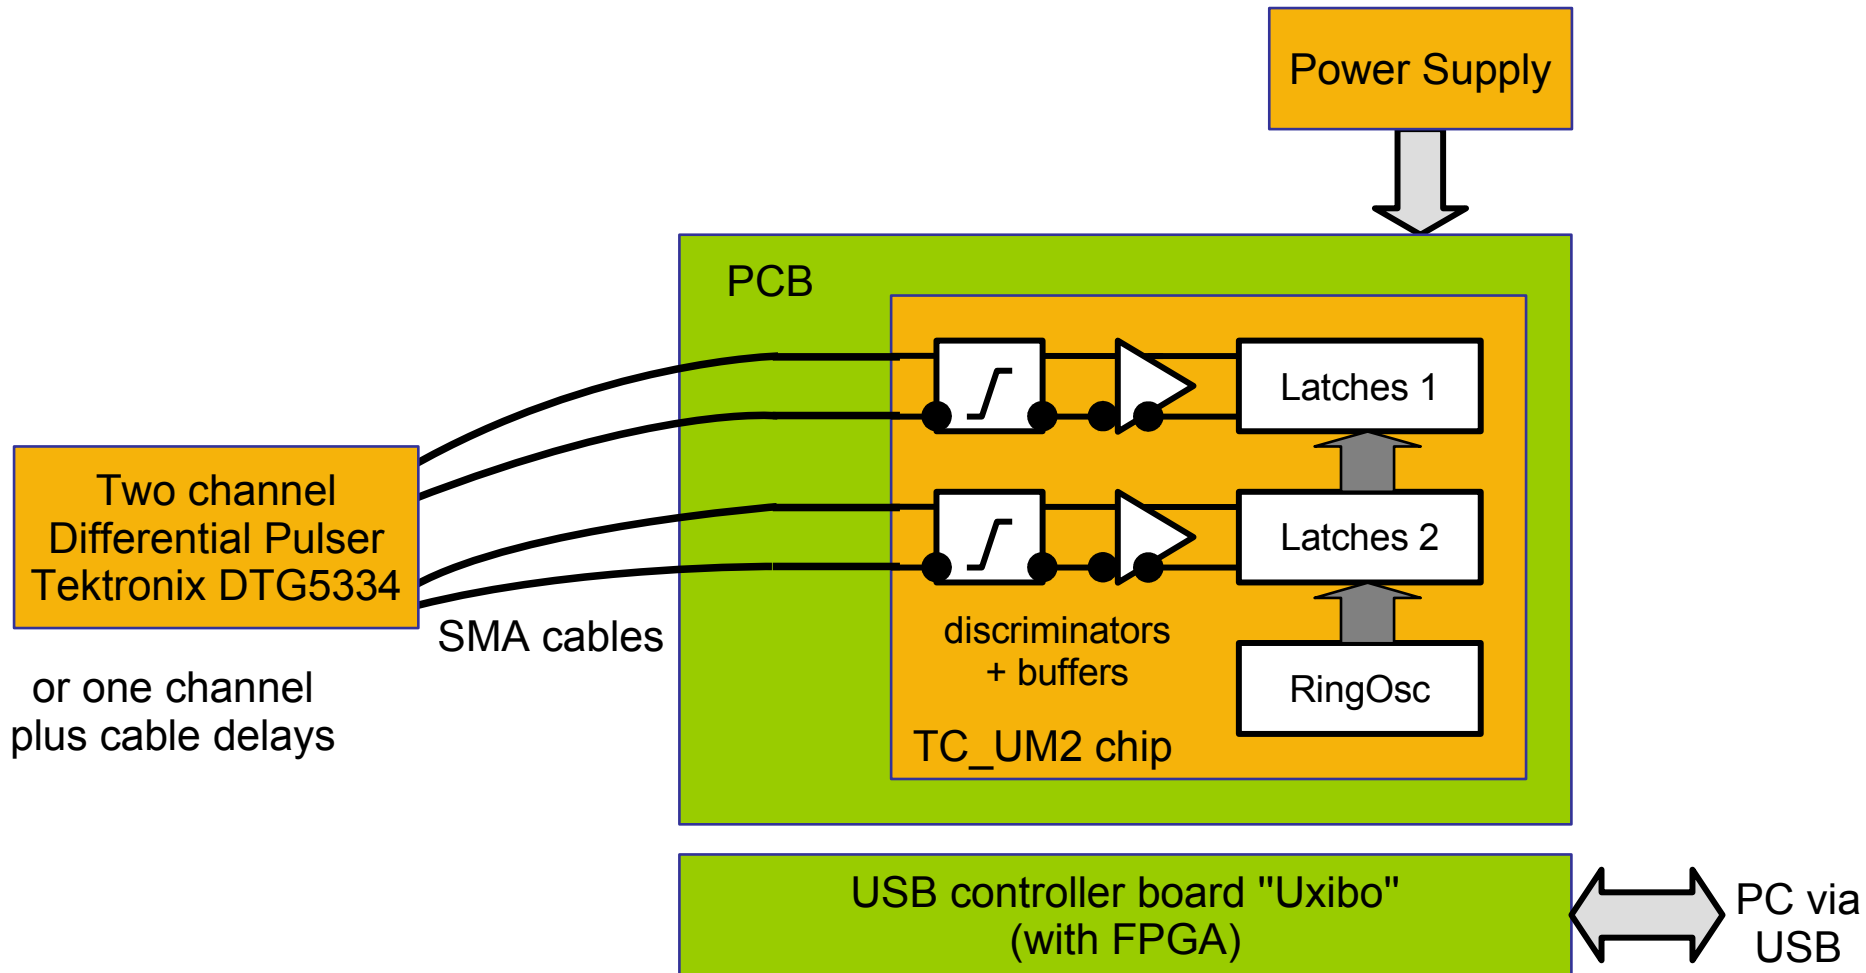 Power Supply
PCB
Latches 1
Two channel
Differential Pulser
Tektronix DTG5334
Latches 2
SMA cables
discriminators
+ buffers
or one channel
plus cable delays
RingOsc
TC_UM2 chip
USB controller board "Uxibo"
(with FPGA)
PC via
USB